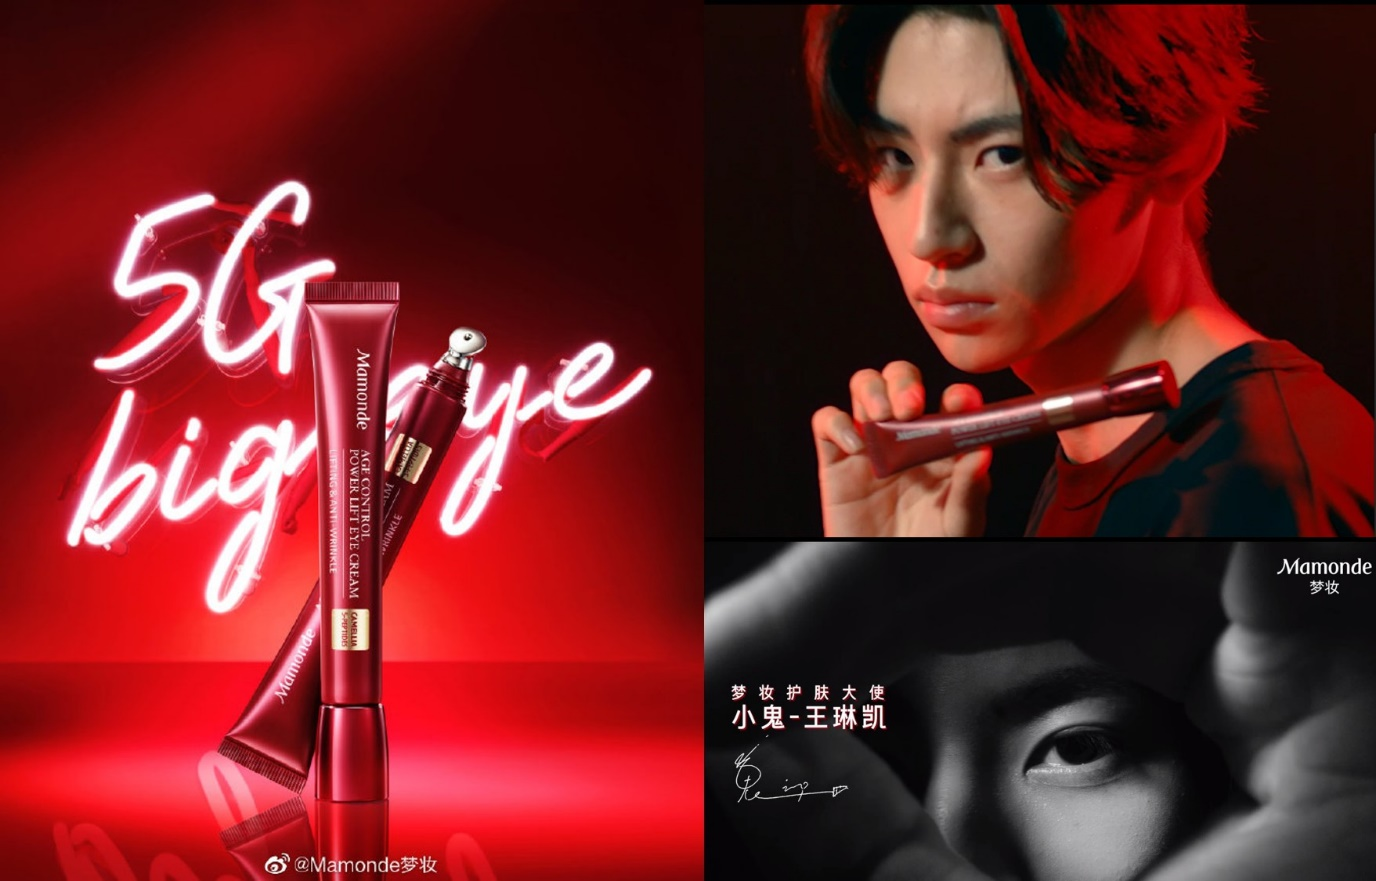 5G
big eye
Mamonde
AGE CONTROL
POWER LIFT EYE CREAM
LIFTING & ANTI-WRINKLE
CAMELLIA
5-PEPTIDES
Mamonde
@Mamonde梦妆
Mamonde
梦妆
梦妆护肤大使
小鬼-王琳凯